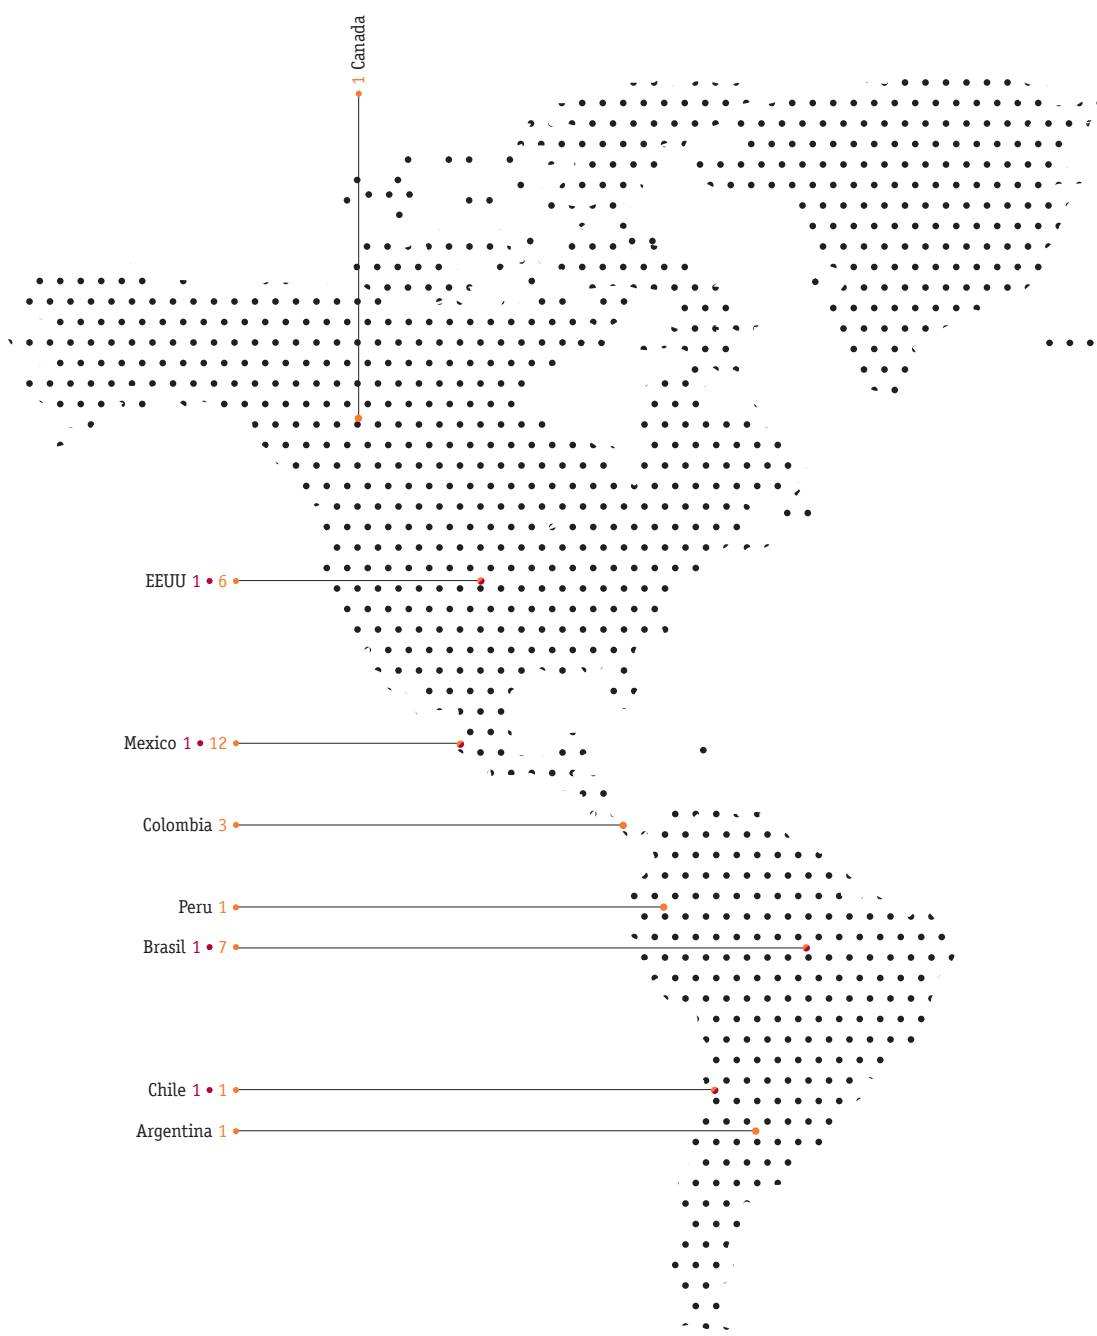 1 Canada
EEUU 1 • 6
Mexico 1 • 12
Colombia 3
Peru 1
Brasil 1 • 7
Chile 1 • 1
Argentina 1